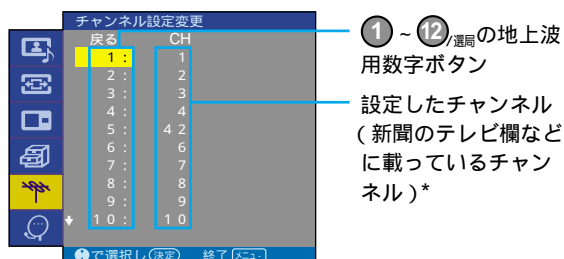 チャンネル設定変更
戻る CH
1: 1
2: 2
3: 3
4: 4
5: 42
6: 6
7: 7
8: 8
9: 9
10: 10
で選択し 決定 終了 メニュー
1 ~ 12/選局の地上波
用数字ボタン
設定したチャンネル
(新聞のテレビ欄など
に載っているチャン
ネル)*